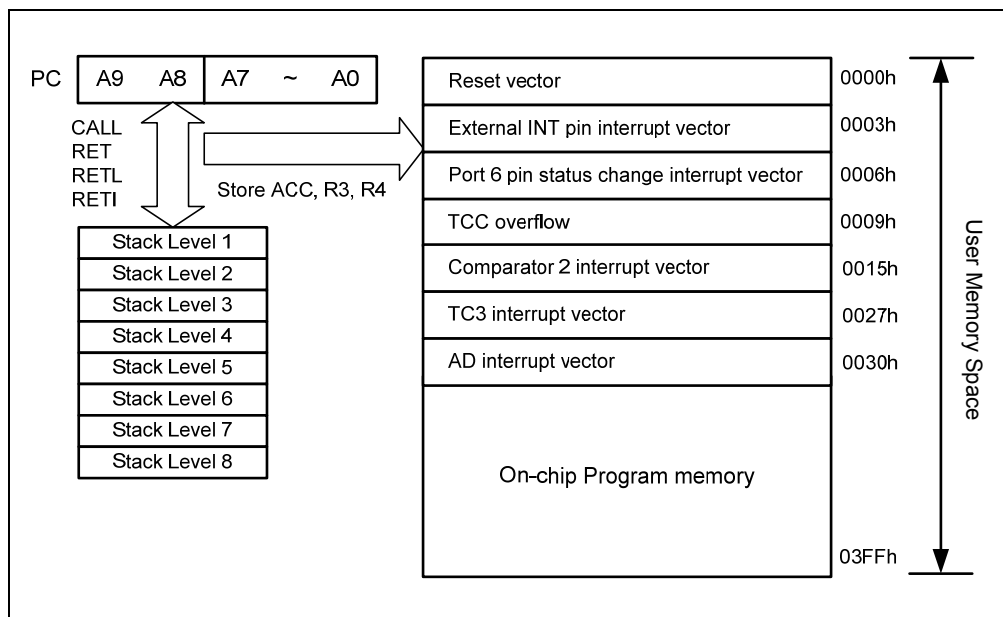 PC A9 A8 A7 ~ A0
CALL
RET
RETL
RETI
Store ACC, R3, R4
Stack Level 1
Stack Level 2
Stack Level 3
Stack Level 4
Stack Level 5
Stack Level 6
Stack Level 7
Stack Level 8
Reset vector 0000h
External INT pin interrupt vector 0003h
Port 6 pin status change interrupt vector 0006h
TCC overflow 0009h
Comparator 2 interrupt vector 0015h
TC3 interrupt vector 0027h
AD interrupt vector 0030h
On-chip Program memory
03FFh
User Memory Space